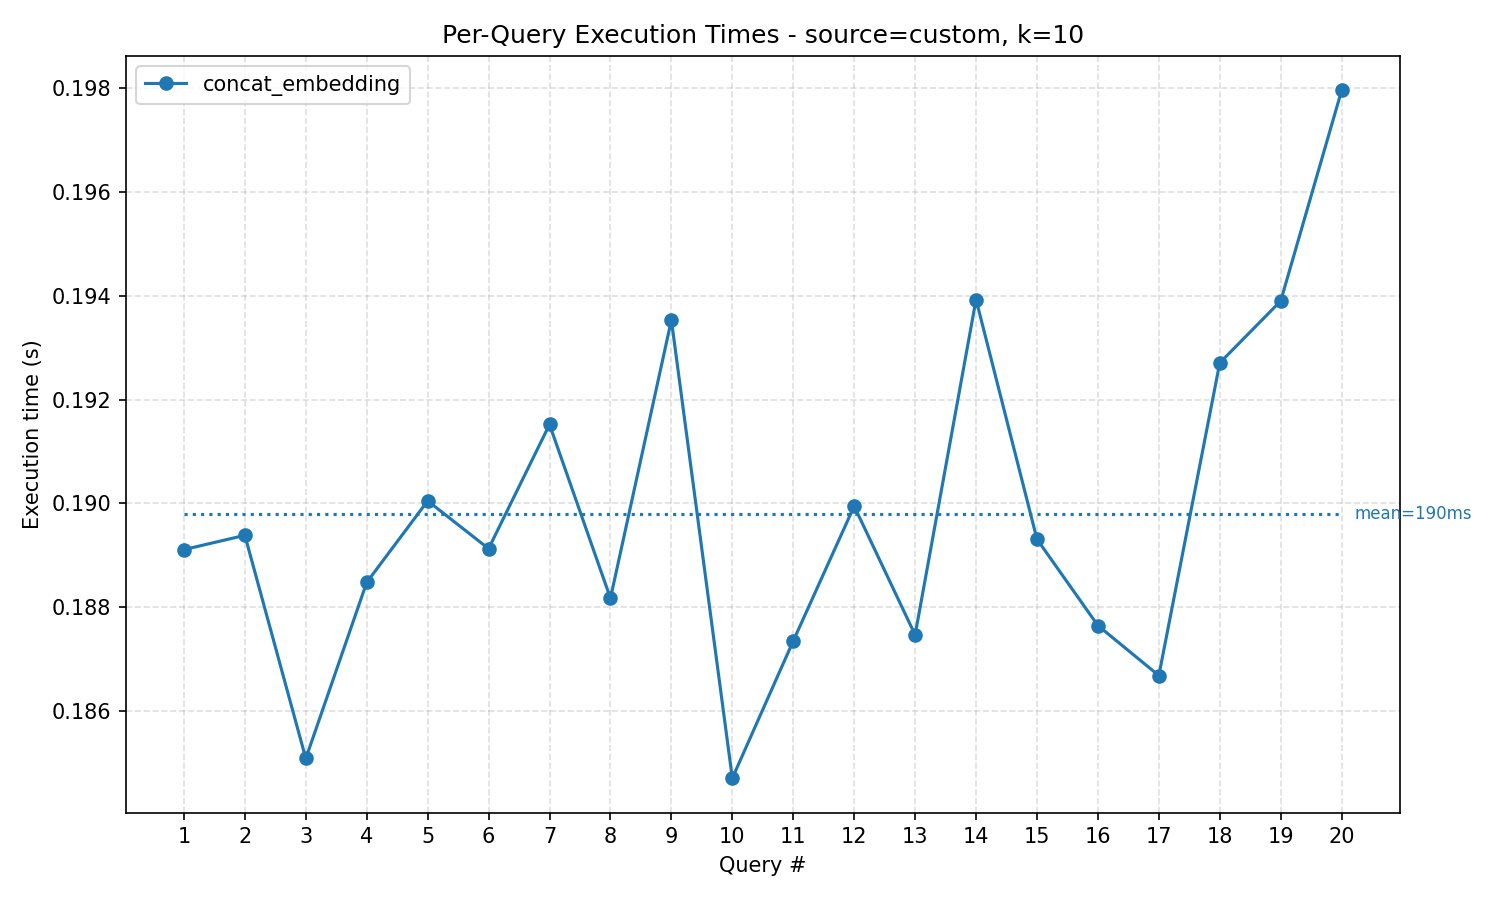 Per-Query Execution Times - source=custom, k=10
concat_embedding
0.198
0.196
0.194
0.192
0.190
0.188
0.186
Execution time (s)
mean=190ms
1 2 3 4 5 6 7 8 9 10 11 12 13 14 15 16 17 18 19 20
Query #